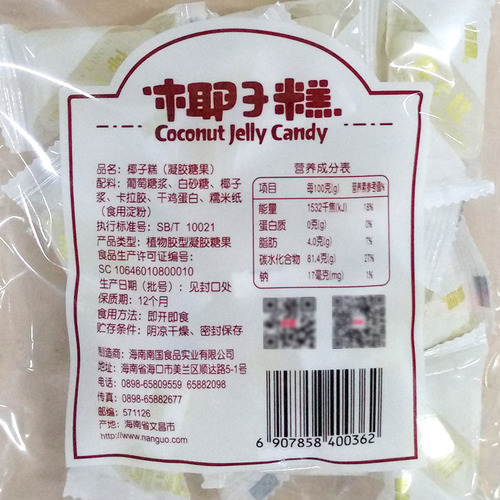 椰子糕
Coconut Jelly Candy
品名：椰子糕（凝胶糖果）
配料：葡萄糖浆、白砂糖、椰子
浆、卡拉胶、干鸡蛋白、糯米纸
（食用淀粉）
执行标准号：SB/T 10021
产品类型：植物胶型凝胶糖果
食品生产许可证编号：
SC 10646010800010
生产日期（批号）：见封口处
保质期：12个月
食用方法：即开即食
贮存条件：阴凉干燥、密封保存
营养成分表
项目 每100克(g) 营养素参考值%
能量 1532千焦(kJ) 18%
蛋白质 0克(g) 0%
脂肪 4.0克(g) 7%
碳水化合物 81.4克(g) 27%
钠 17毫克(mg) 1%
制造商：海南南国食品实业有限公司
地址：海南省海口市美兰区顺达路5-1号
电话：0898-65809559 65882098
传真：0898-65882677
邮编：571126
产地：海南省文昌市
http://www.nanguo.com
6 907858 400362